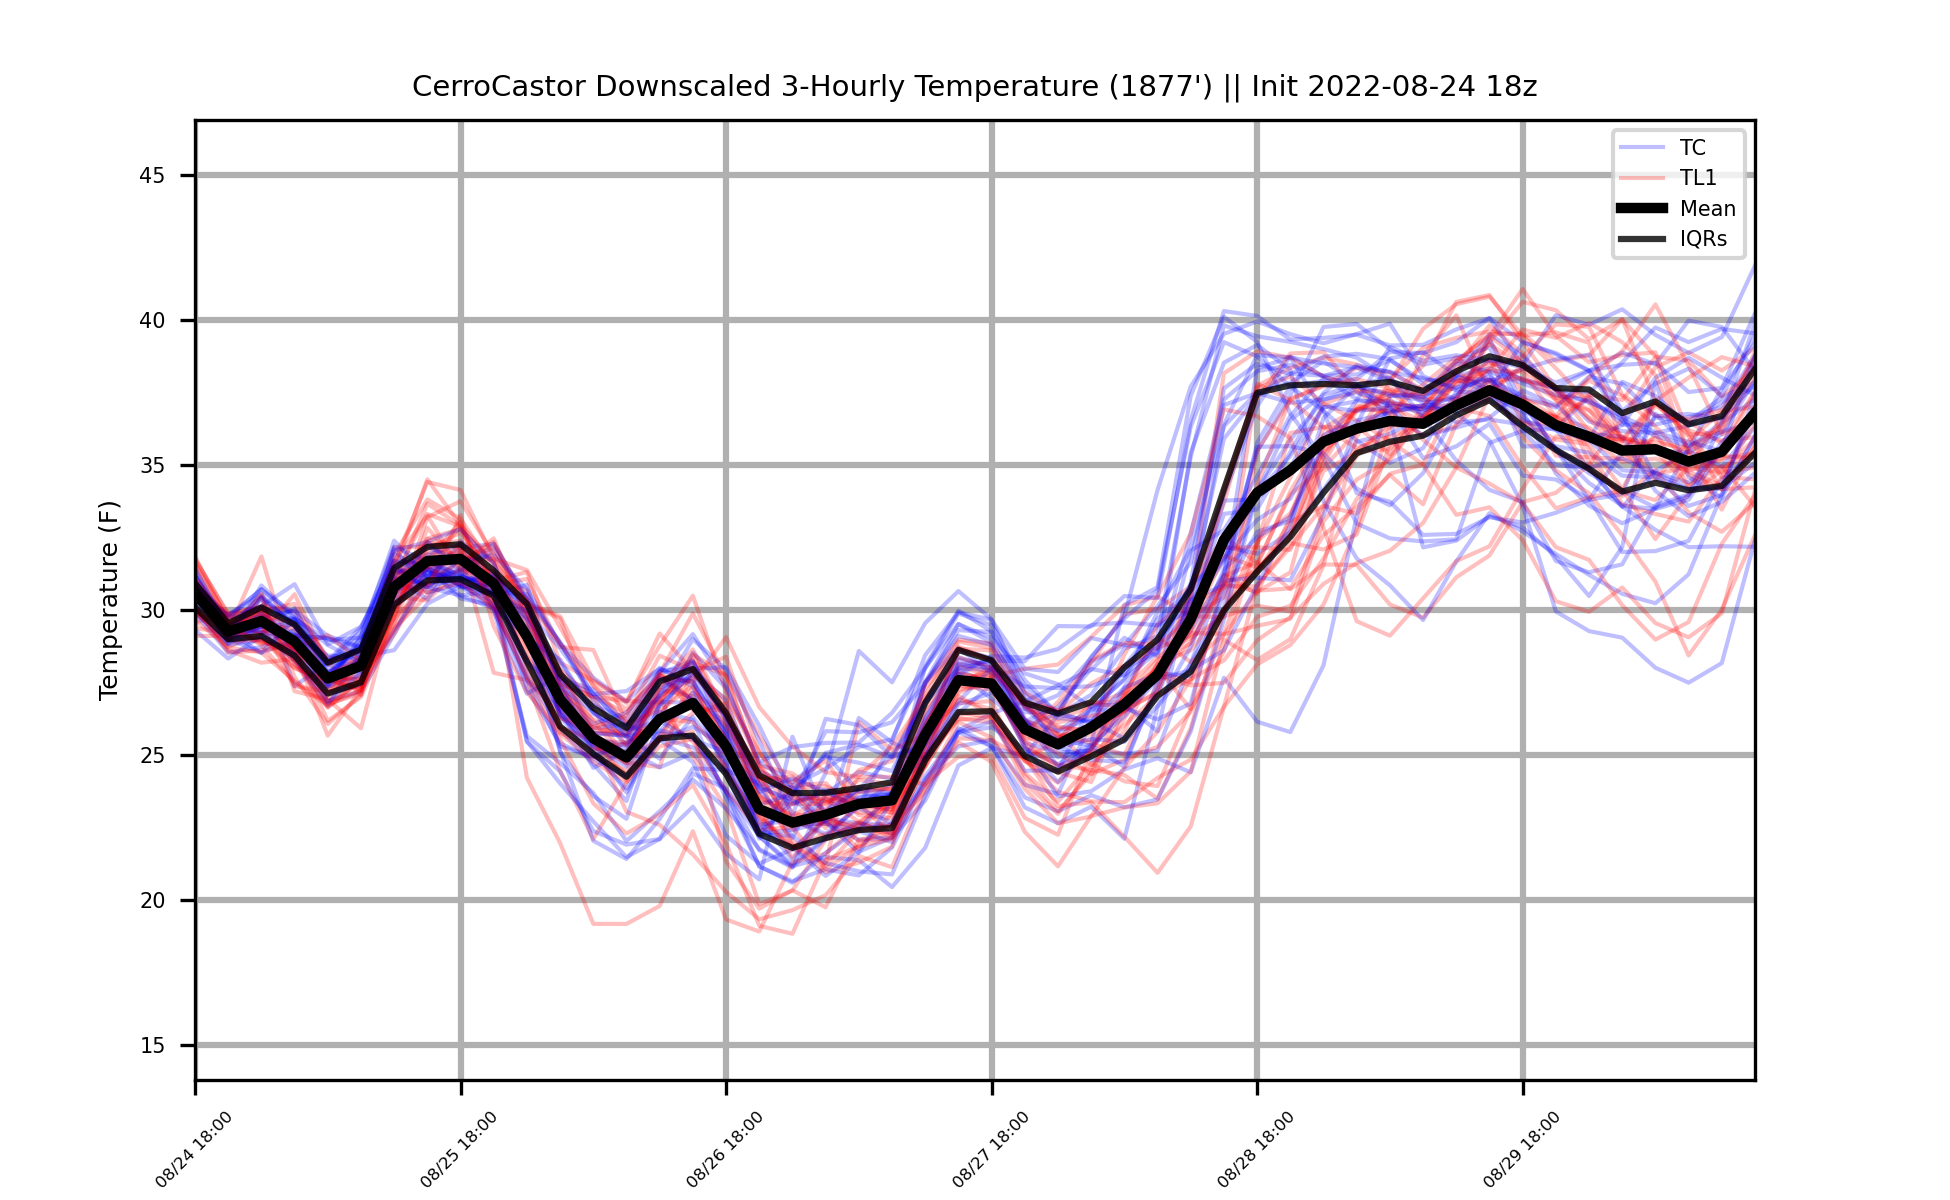 CerroCastor Downscaled 3-Hourly Temperature (1877') || Init 2022-08-24 18z
TC
TL1
Mean
IQRs
Temperature (F)
45
40
35
30
25
20
15
08/24 18:00
08/25 18:00
08/26 18:00
08/27 18:00
08/28 18:00
08/29 18:00